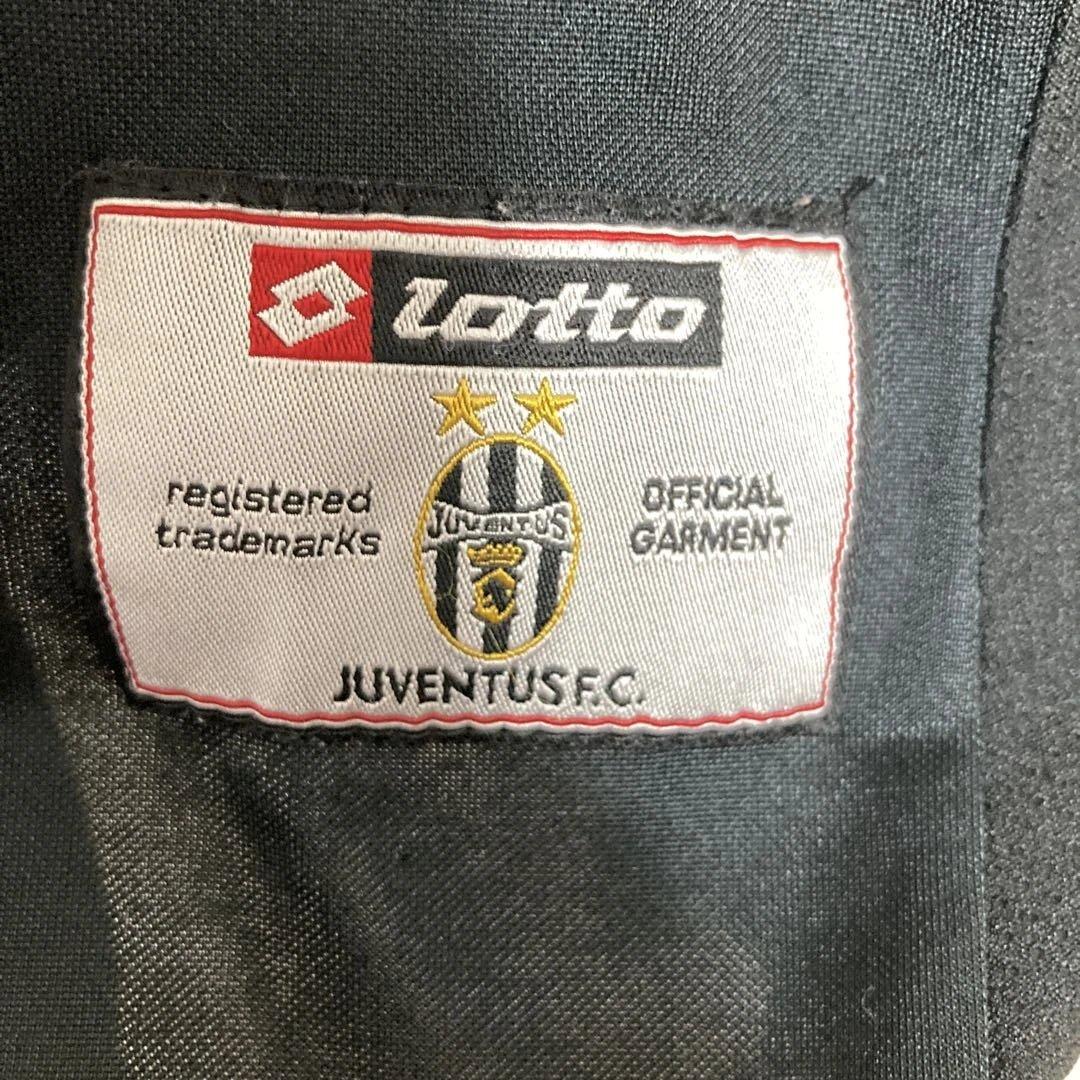 lotto
registered
trademarks
JUVENTUS
OFFICIAL
GARMENT
JUVENTUS F.C.